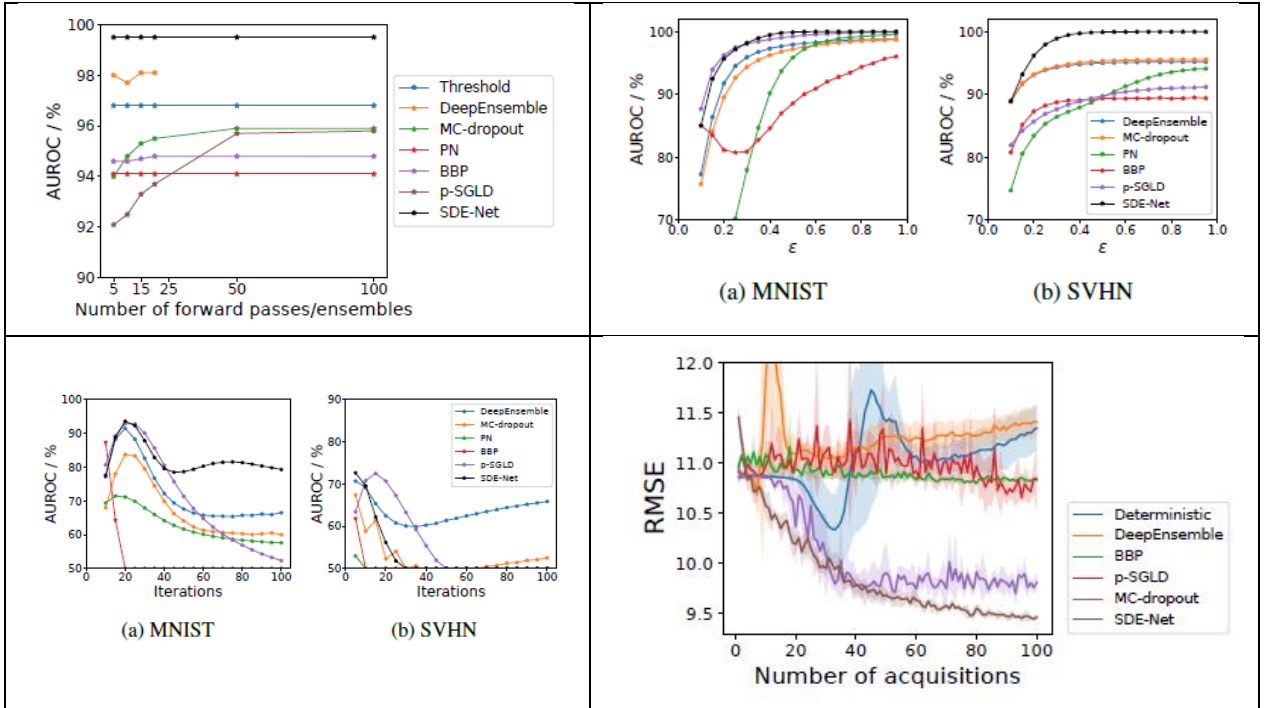 100
98
96
94
92
90
AUROC / %
5 15 25 50 100
Number of forward passes/ensembles
Threshold
DeepEnsemble
MC-dropout
PN
BBP
p-SGLD
SDE-Net
100
90
80
70
AUROC / %
0.0 0.2 0.4 0.6 0.8 1.0
ε
(a) MNIST
100
90
80
70
AUROC / %
0.0 0.2 0.4 0.6 0.8 1.0
ε
DeepEnsemble
MC-dropout
PN
BBP
p-SGLD
SDE-Net
(b) SVHN
100
90
80
70
60
50
AUROC / %
0 20 40 60 80 100
Iterations
(a) MNIST
90
80
70
60
50
AUROC / %
0 20 40 60 80 100
Iterations
DeepEnsemble
MC-dropout
PN
BBP
p-SGLD
SDE-Net
(b) SVHN
12.0
11.5
11.0
10.5
10.0
9.5
RMSE
0 20 40 60 80 100
Number of acquisitions
Deterministic
DeepEnsemble
BBP
p-SGLD
MC-dropout
SDE-Net